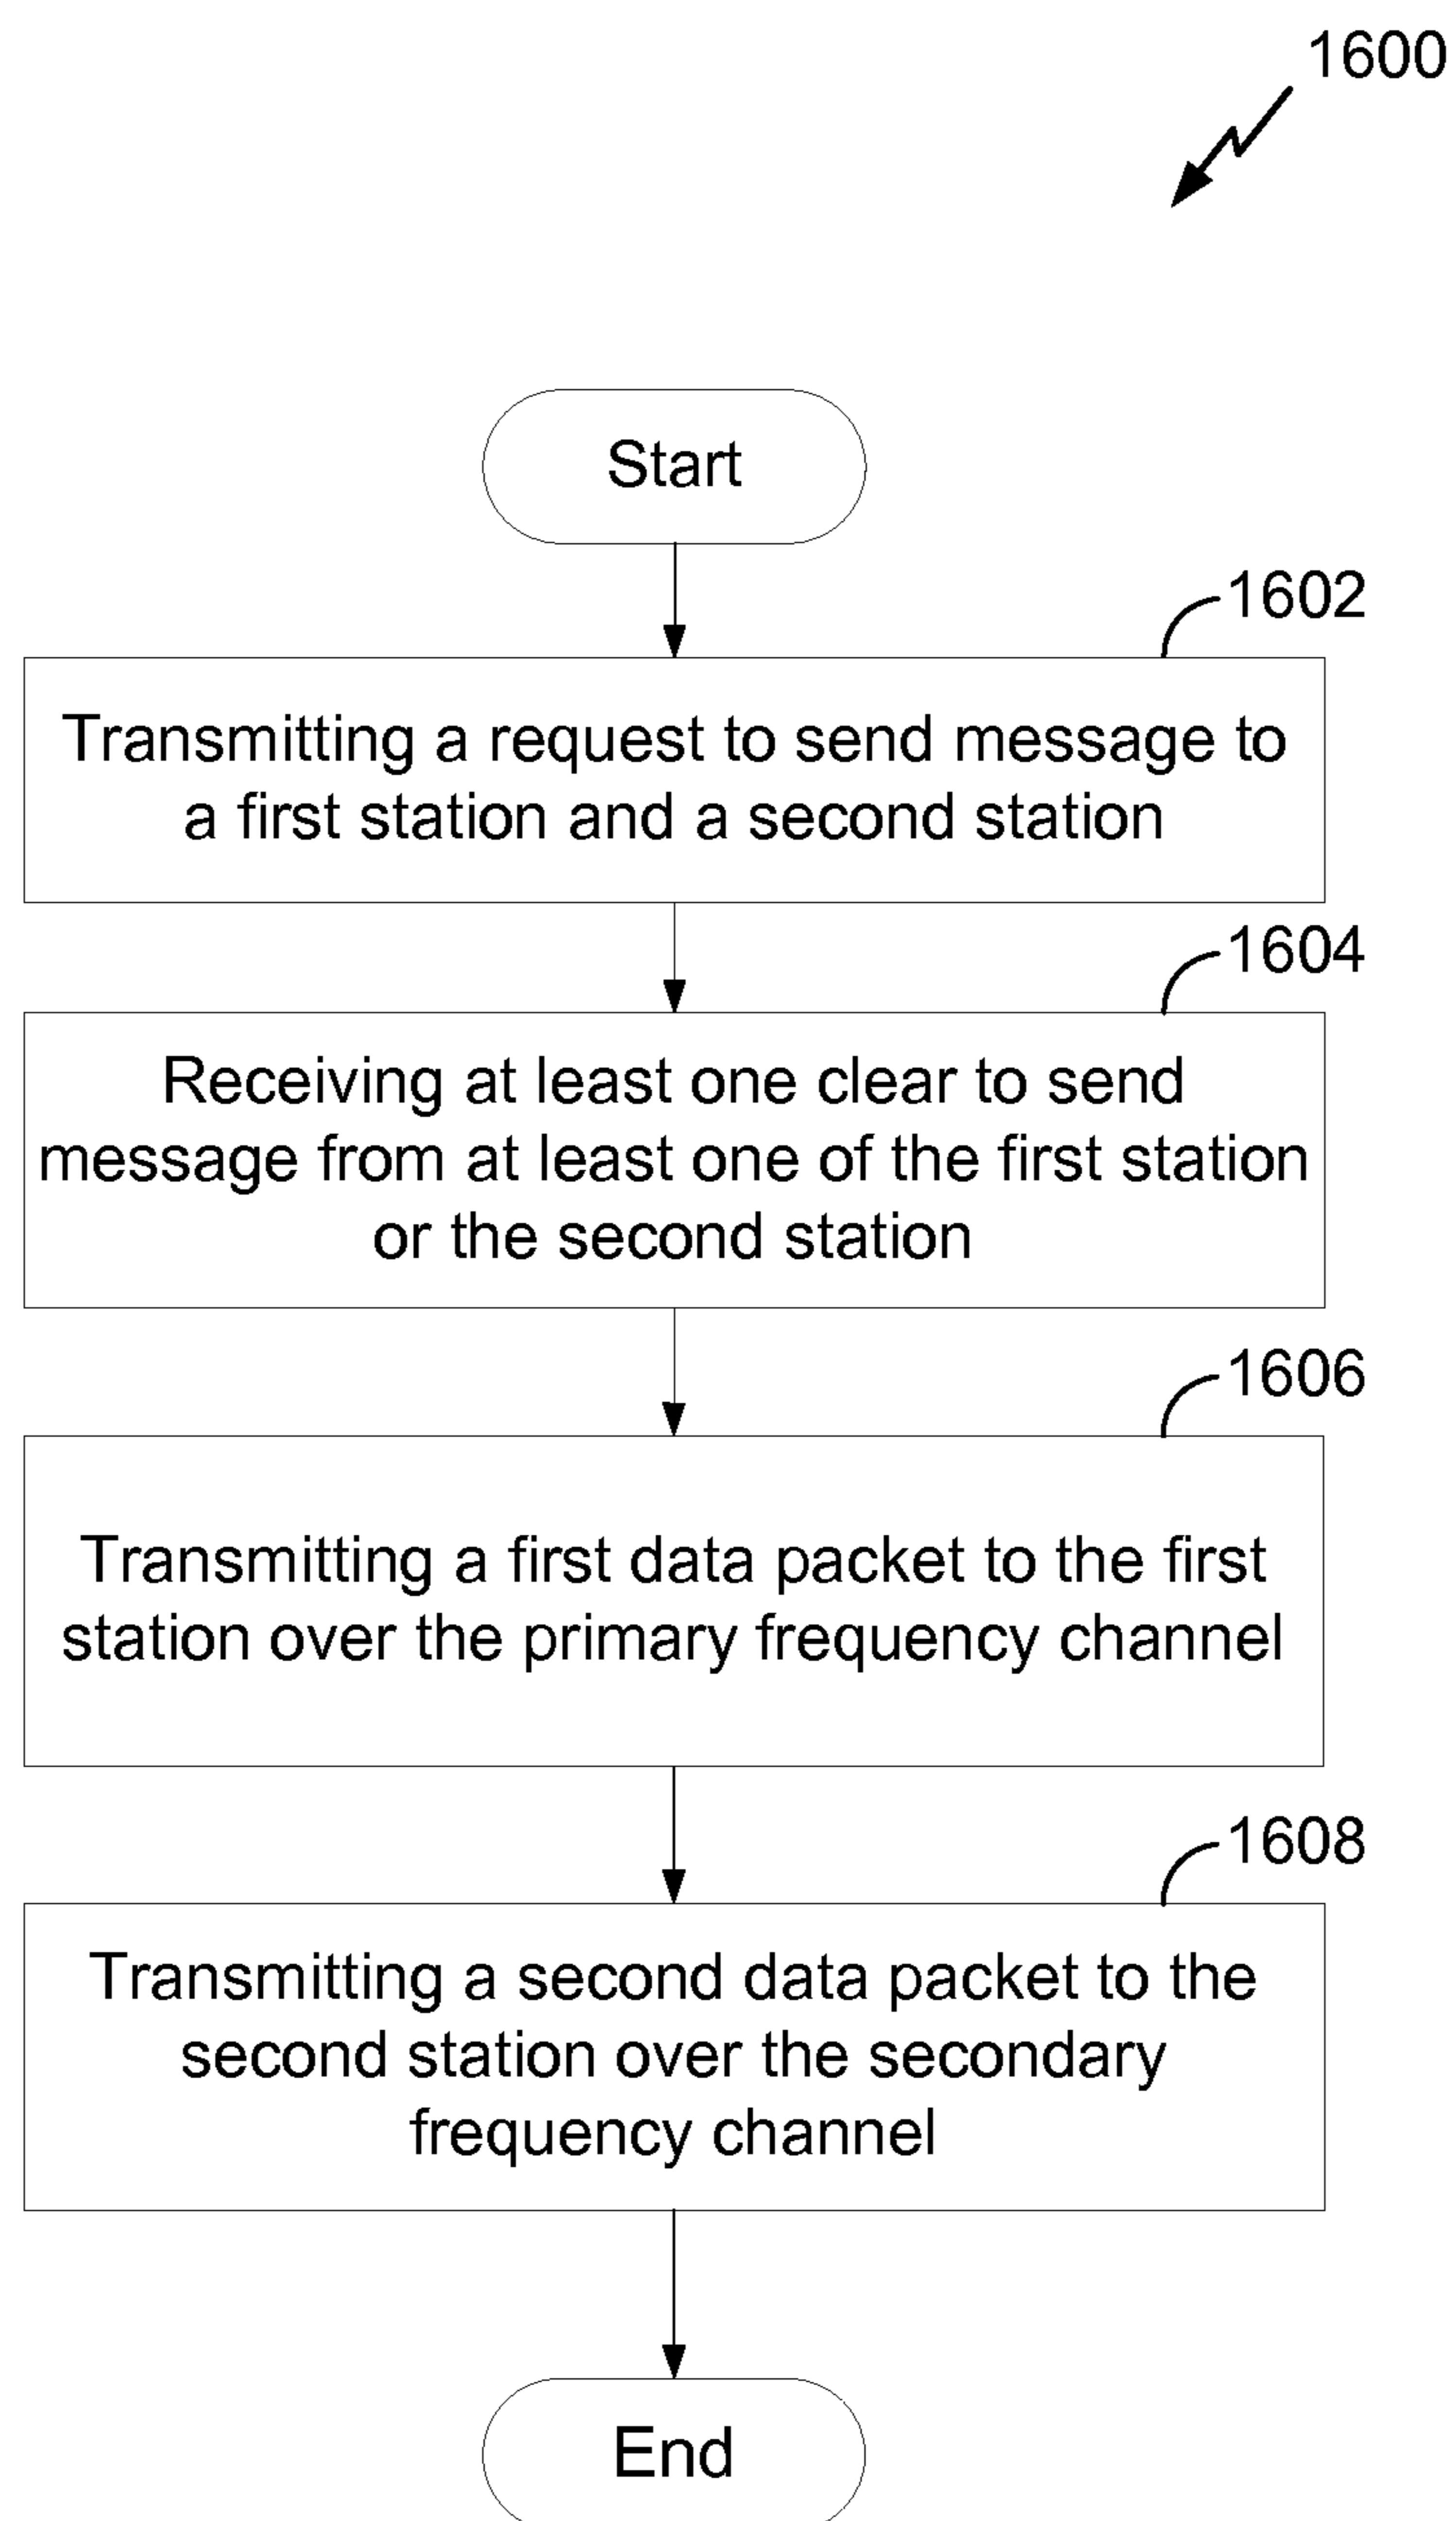 1600
Start
1602
Transmitting a request to send message to
a first station and a second station
1604
Receiving at least one clear to send
message from at least one of the first station
or the second station
1606
Transmitting a first data packet to the first
station over the primary frequency channel
1608
Transmitting a second data packet to the
second station over the secondary
frequency channel
End